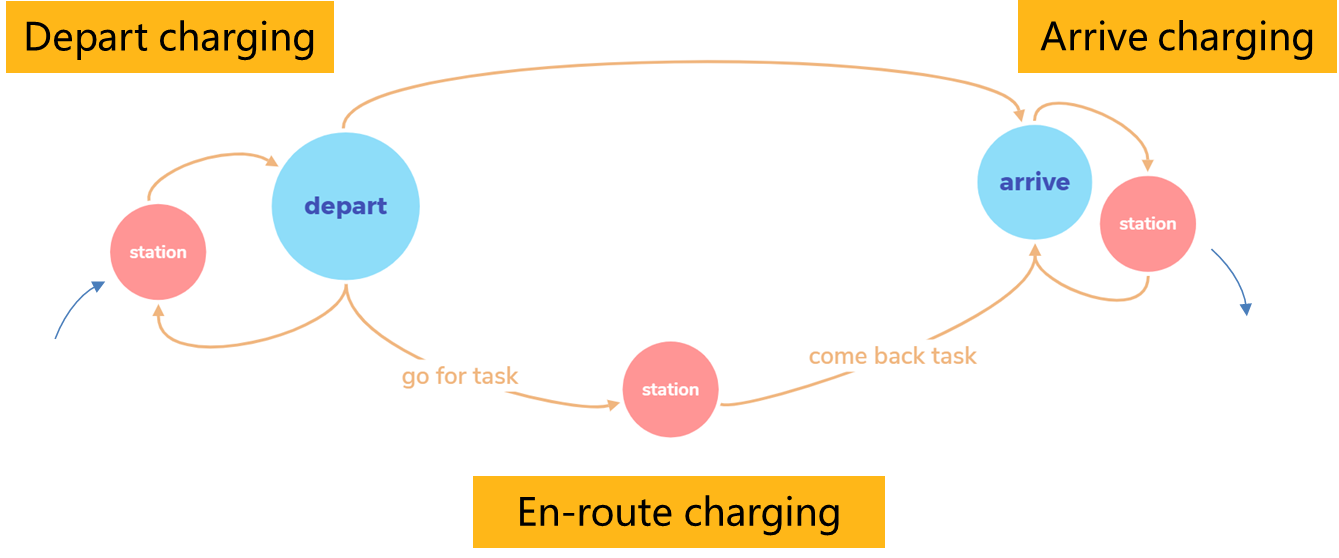 Depart charging
Arrive charging
depart
arrive
station
station
go for task
station
come back task
En-route charging